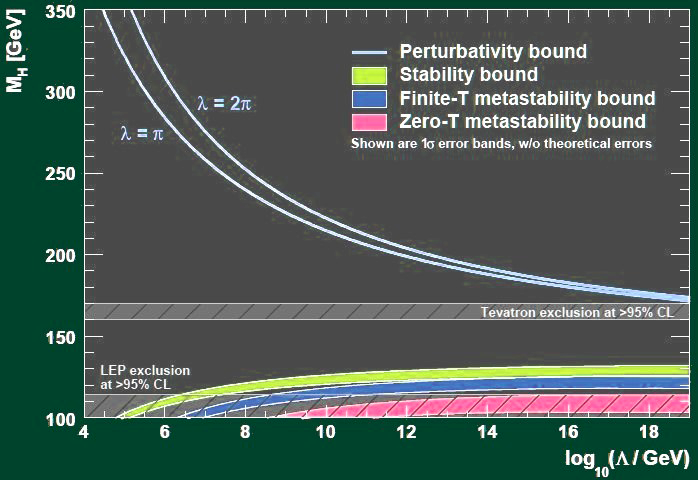 M_H [GeV]
350
300
250
200
150
100
Perturbativity bound
Stability bound
Finite-T metastability bound
Zero-T metastability bound
Shown are 1σ error bands, w/o theoretical errors
λ = 2π
λ = π
Tevatron exclusion at >95% CL
LEP exclusion
at >95% CL
4 6 8 10 12 14 16 18
log₁₀(Λ / GeV)